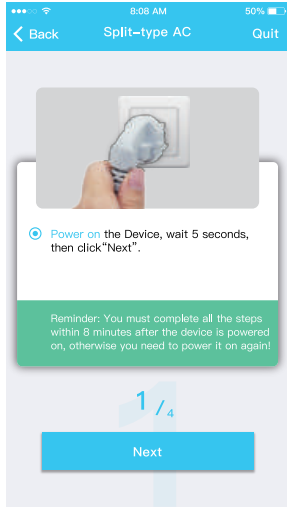 8:08 AM 50%
Back Split-type AC Quit
Power on the Device, wait 5 seconds,
then click“Next”.
Reminder: You must complete all the steps
within 8 minutes after the device is powered
on, otherwise you need to power it on again!
1/4
Next